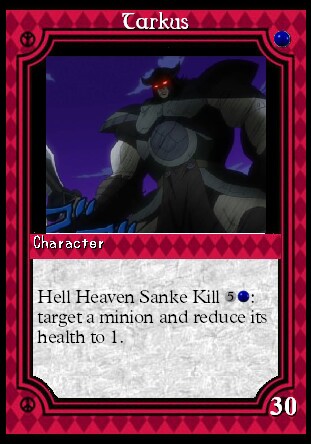 Tarkus
Character
Hell Heaven Sanke Kill 5:
target a minion and reduce its
health to 1.
30